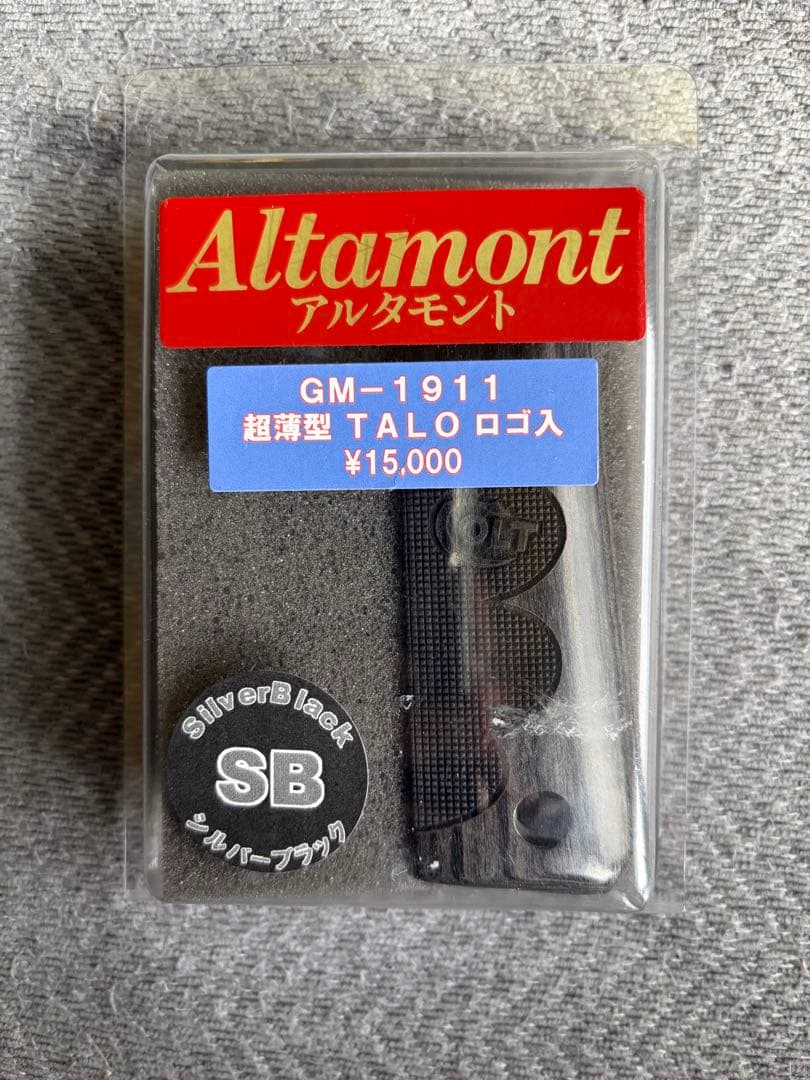 Altamont
アルタモント
GM-1911
超薄型 TALO ロゴ入
¥15,000
COLT
SilverBlack
SB
シルバーブラック